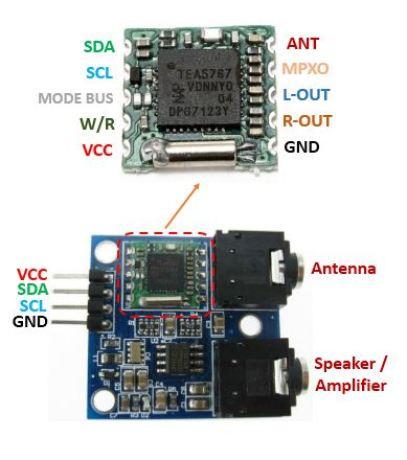 SDA
SCL
MODE BUS
W/R
VCC
TEA5767
VDNNY0
04
DPG7123Y
ANT
MPXO
L-OUT
R-OUT
GND
VCC
SDA
SCL
GND
Antenna
Speaker /
Amplifier